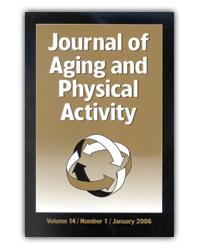 Journal of
Aging and
Physical
Activity
Volume 14 / Number 1 / January 2006